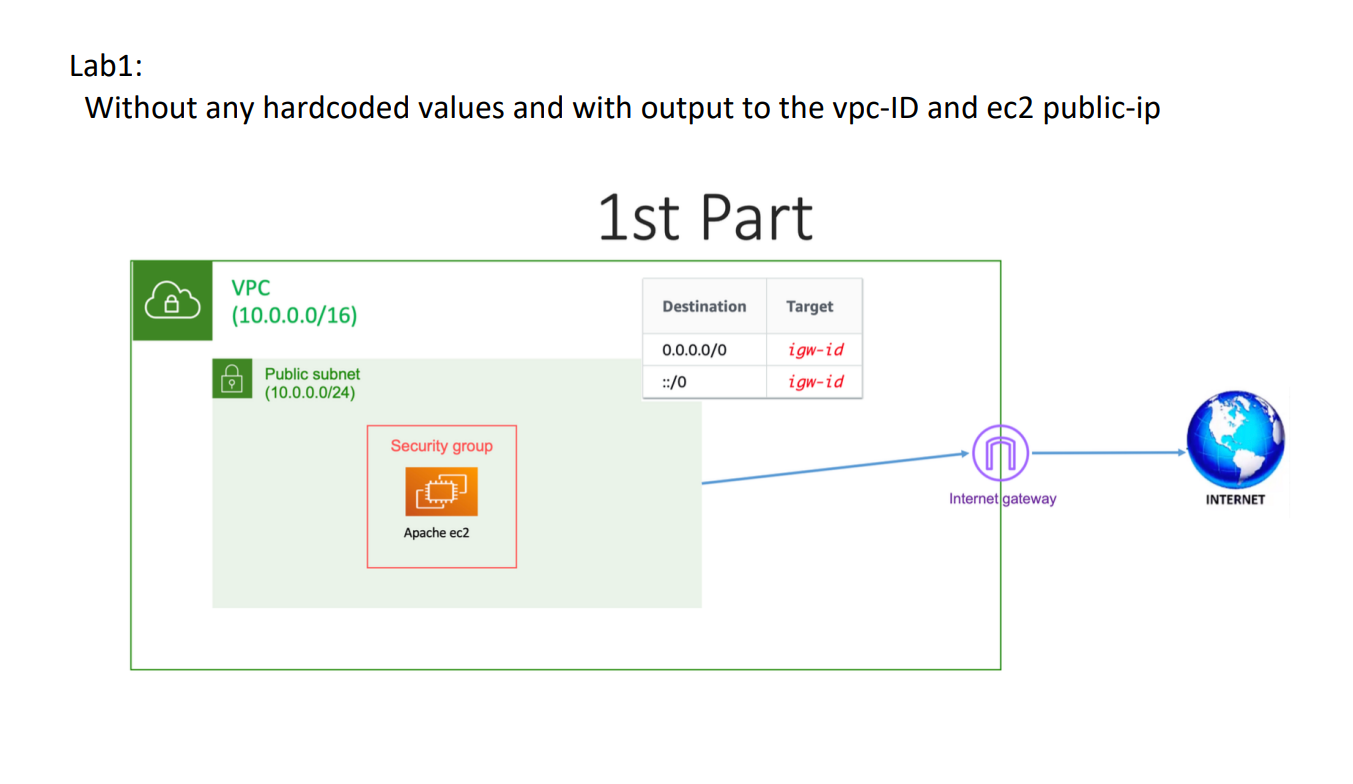 Lab1:
Without any hardcoded values and with output to the vpc-ID and ec2 public-ip
1st Part
VPC
(10.0.0.0/16)
Destination Target
0.0.0.0/0 igw-id
::/0 igw-id
Public subnet
(10.0.0.0/24)
Security group
Apache ec2
Internet gateway
INTERNET